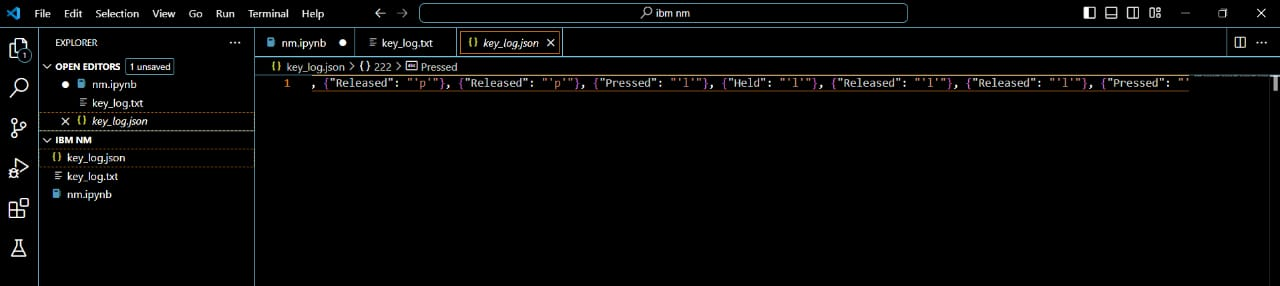 File Edit Selection View Go Run Terminal Help
ibm nm
EXPLORER
OPEN EDITORS 1 unsaved
nm.ipynb
key_log.txt
key_log.json
IBM NM
key_log.json
key_log.txt
nm.ipynb
1
nm.ipynb key_log.txt key_log.json
key_log.json > {} 222 > Pressed
1 , {"Released": "'p'"}, {"Released": "'p'"}, {"Pressed": "'l'"}, {"Held": "'l'"}, {"Released": "'l'"}, {"Released": "'l'"}, {"Pressed": "'